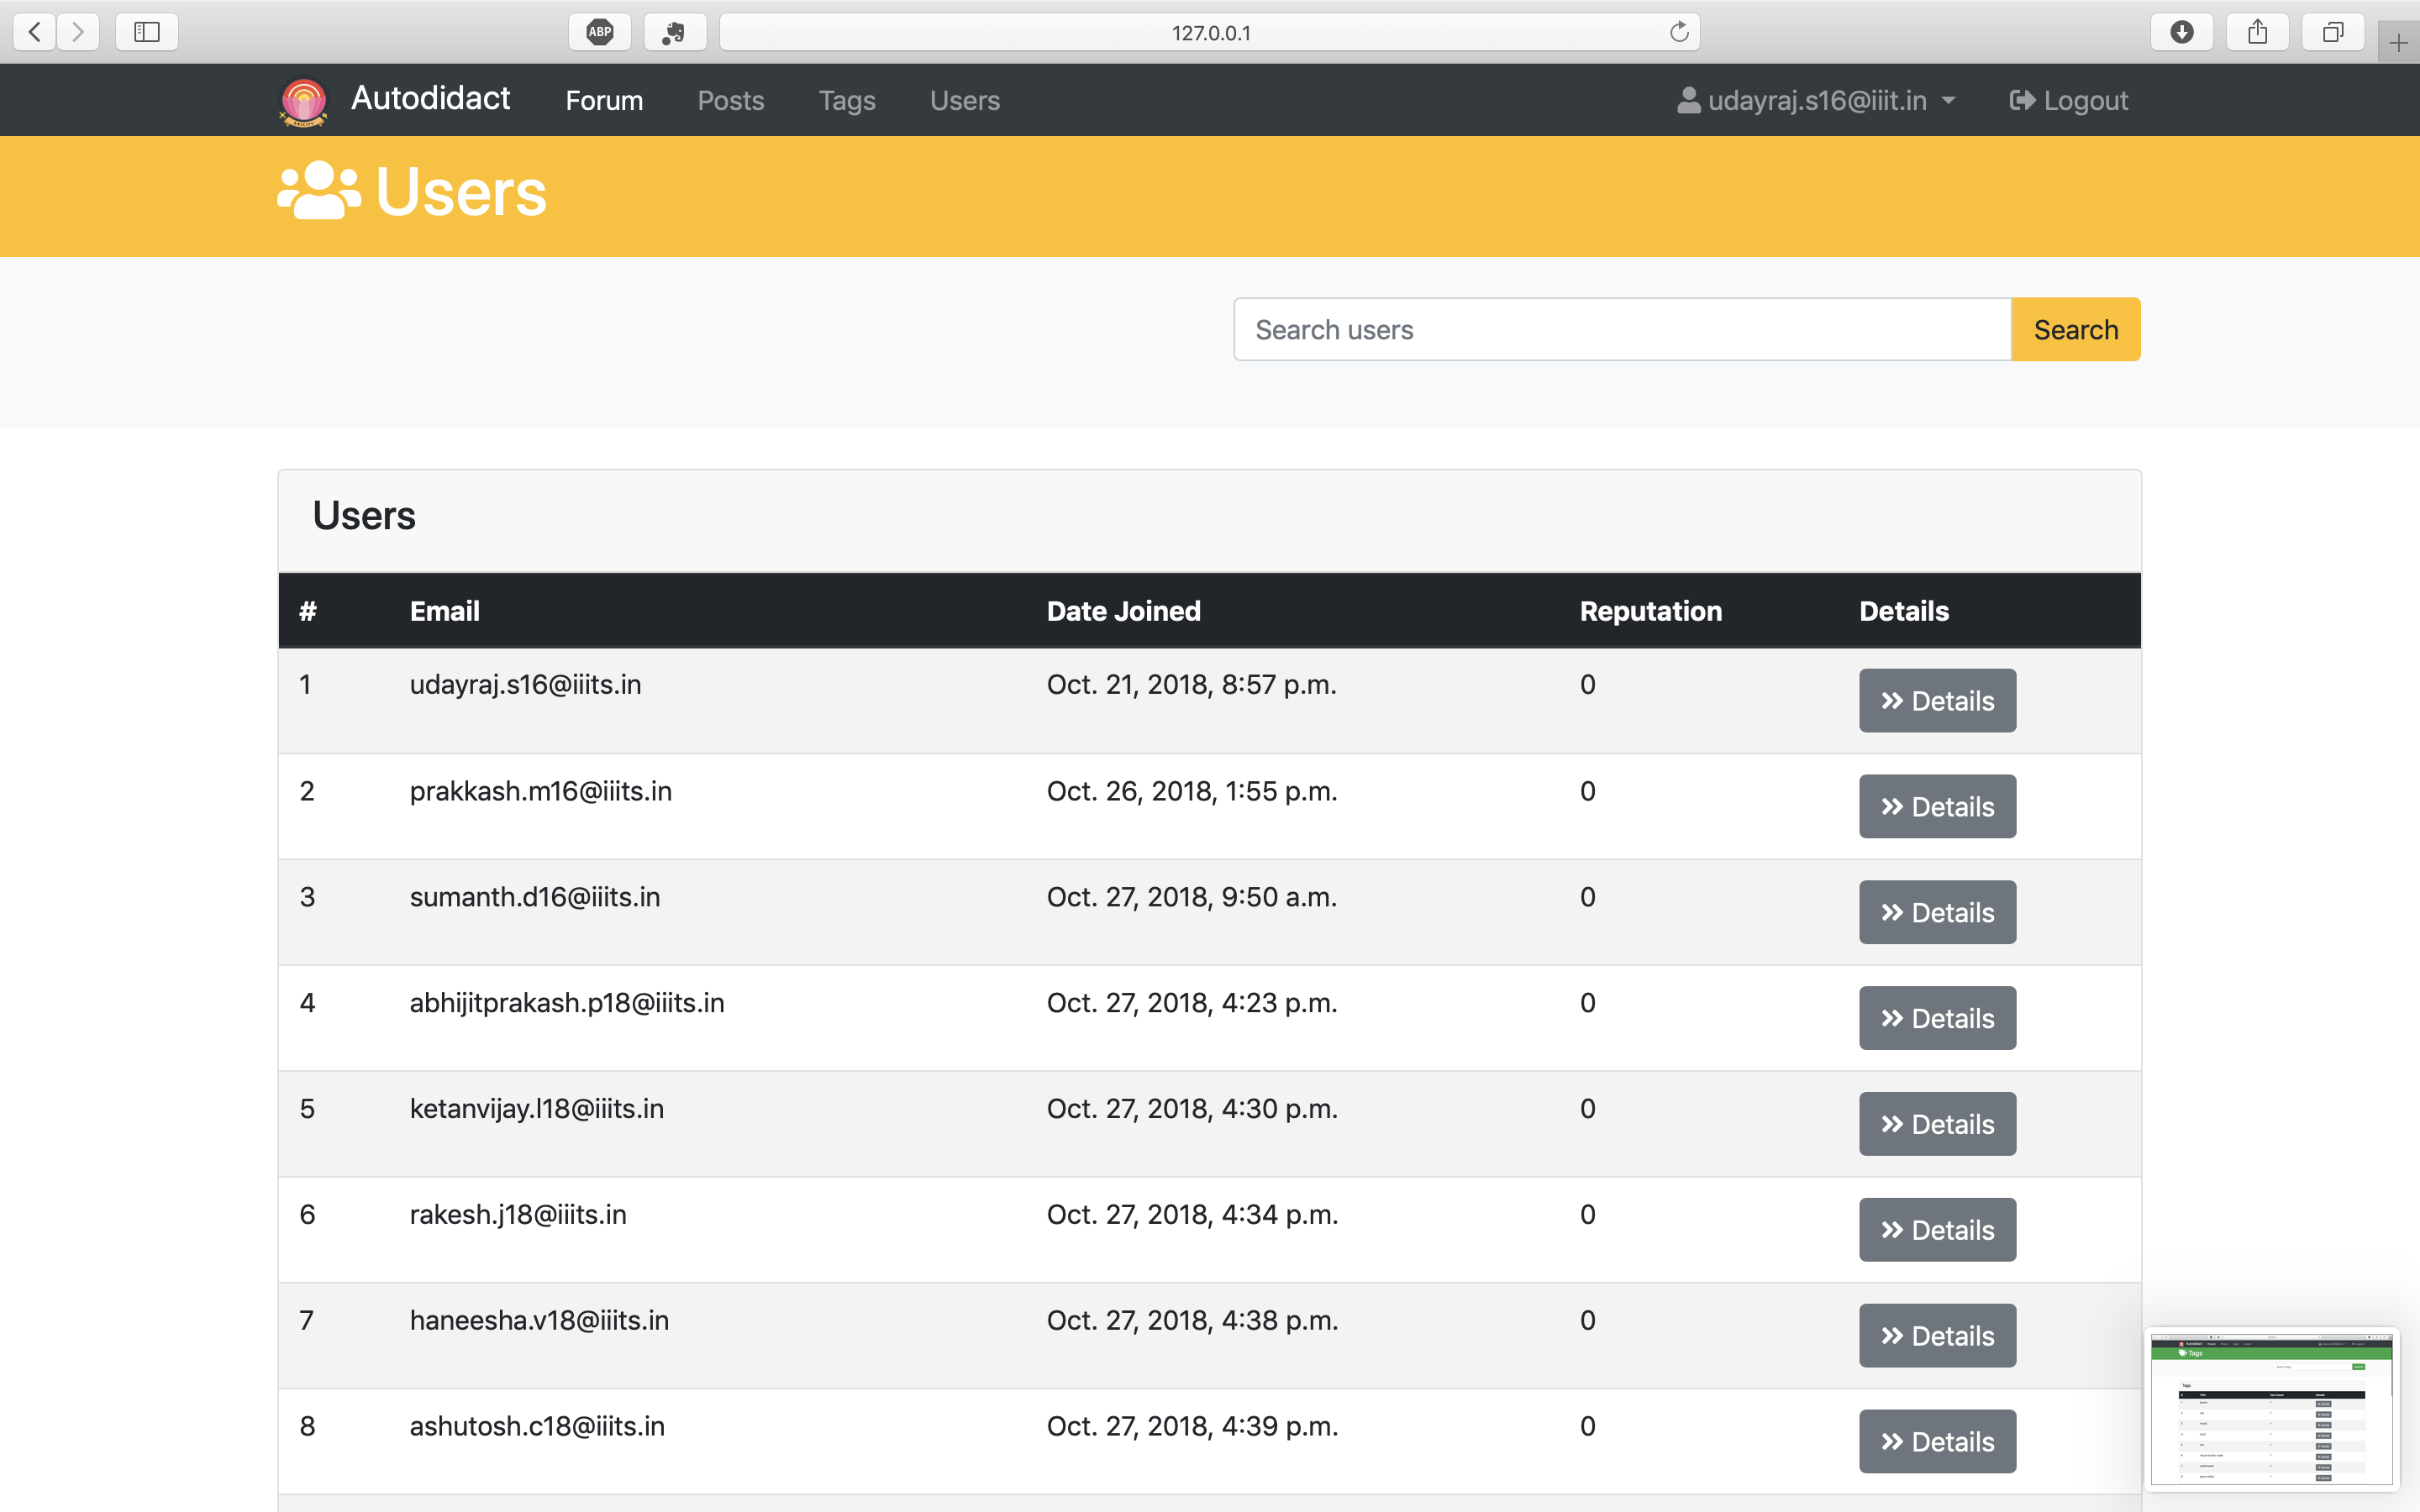 ABP
127.0.0.1
Autodidact Forum Posts Tags Users udayraj.s16@iiit.in Logout
Users
Search users Search
Users
# Email Date Joined Reputation Details
1 udayraj.s16@iiits.in Oct. 21, 2018, 8:57 p.m. 0 Details
2 prakkash.m16@iiits.in Oct. 26, 2018, 1:55 p.m. 0 Details
3 sumanth.d16@iiits.in Oct. 27, 2018, 9:50 a.m. 0 Details
4 abhijitprakash.p18@iiits.in Oct. 27, 2018, 4:23 p.m. 0 Details
5 ketanvijay.l18@iiits.in Oct. 27, 2018, 4:30 p.m. 0 Details
6 rakesh.j18@iiits.in Oct. 27, 2018, 4:34 p.m. 0 Details
7 haneesha.v18@iiits.in Oct. 27, 2018, 4:38 p.m. 0 Details
8 ashutosh.c18@iiits.in Oct. 27, 2018, 4:39 p.m. 0 Details
Autodidact
Tags
Tags